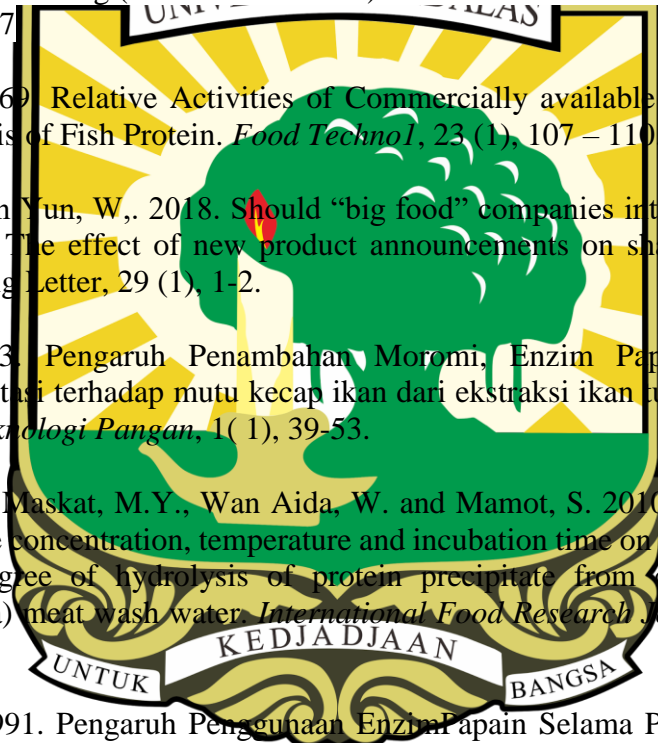 UNIV
ALAS
7
69. Relative Activities of Commercially available
is of Fish Protein. Food Techno1, 23 (1), 107 – 110
Yun, W,. 2018. Should “big food” companies int
The effect of new product announcements on sha
g Letter, 29 (1), 1-2.
3. Pengaruh Penambahan Moromi, Enzim Pap
tasi terhadap mutu kecap ikan dari ekstraksi ikan tu
knologi Pangan, 1( 1), 39-53.
Maskat, M.Y., Wan Aida, W. and Mamot, S. 2010
e concentration, temperature and incubation time on
gree of hydrolysis of protein precipitate from
) meat wash water. International Food Research J
UNTUK KEDJADJAAN BANGSA
991. Pengaruh Penggunaan EnzimPapain Selama P